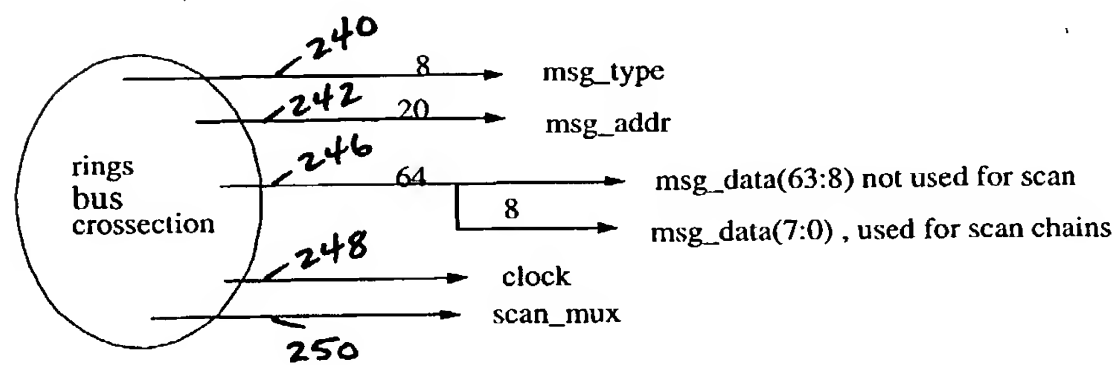 240
8
msg_type
242
20
msg_addr
246
64
msg_data(63:8) not used for scan
8
msg_data(7:0) , used for scan chains
rings
bus
crossection
248
clock
scan_mux
250